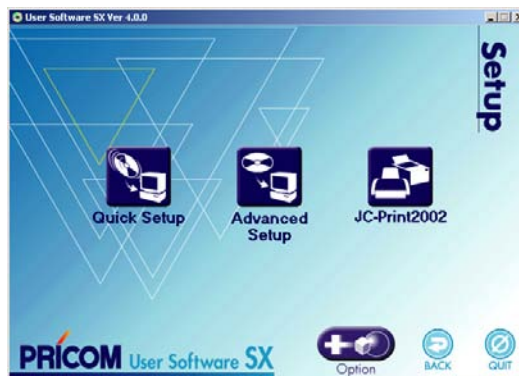 User Software SX Ver 4.0.0
Setup
Quick Setup
Advanced
Setup
JC-Print2002
PRICOM User Software SX
Option
BACK
QUIT